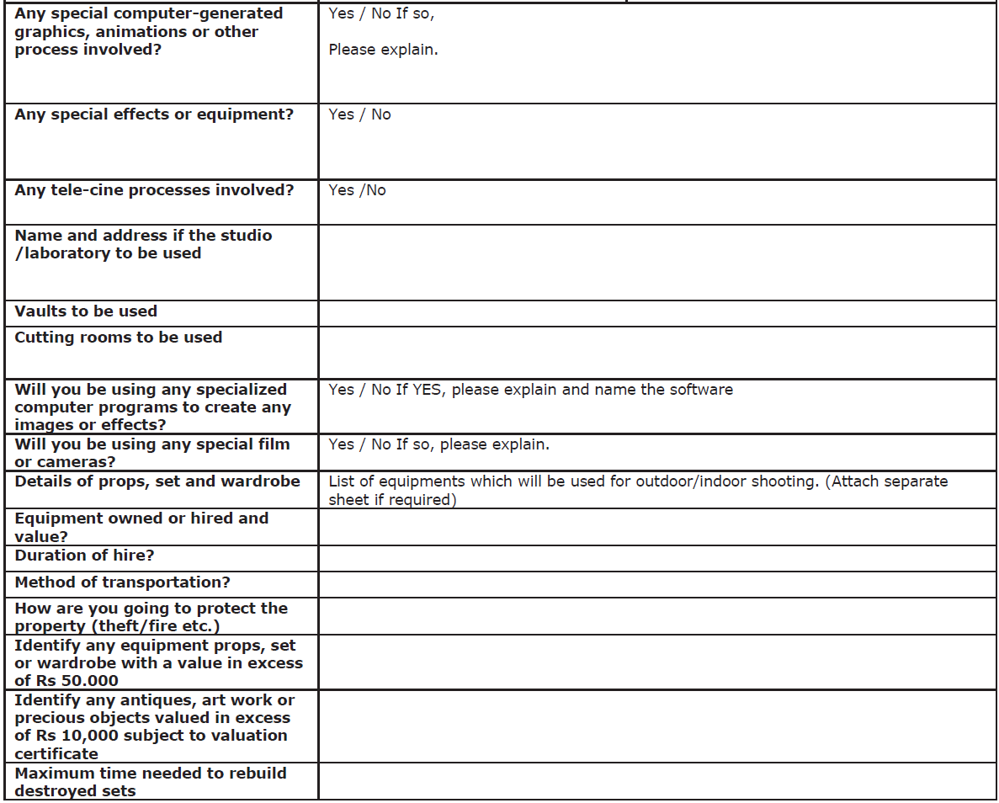 Any special computer-generated
graphics, animations or other
process involved?
Yes / No If so,
Please explain.
Any special effects or equipment?
Yes / No
Any tele-cine processes involved?
Yes /No
Name and address if the studio
/laboratory to be used
Vaults to be used
Cutting rooms to be used
Will you be using any specialized
computer programs to create any
images or effects?
Yes / No If YES, please explain and name the software
Will you be using any special film
or cameras?
Yes / No If so, please explain.
Details of props, set and wardrobe
List of equipments which will be used for outdoor/indoor shooting. (Attach separate
sheet if required)
Equipment owned or hired and
value?
Duration of hire?
Method of transportation?
How are you going to protect the
property (theft/fire etc.)
Identify any equipment props, set
or wardrobe with a value in excess
of Rs 50.000
Identify any antiques, art work or
precious objects valued in excess
of Rs 10,000 subject to valuation
certificate
Maximum time needed to rebuild
destroyed sets